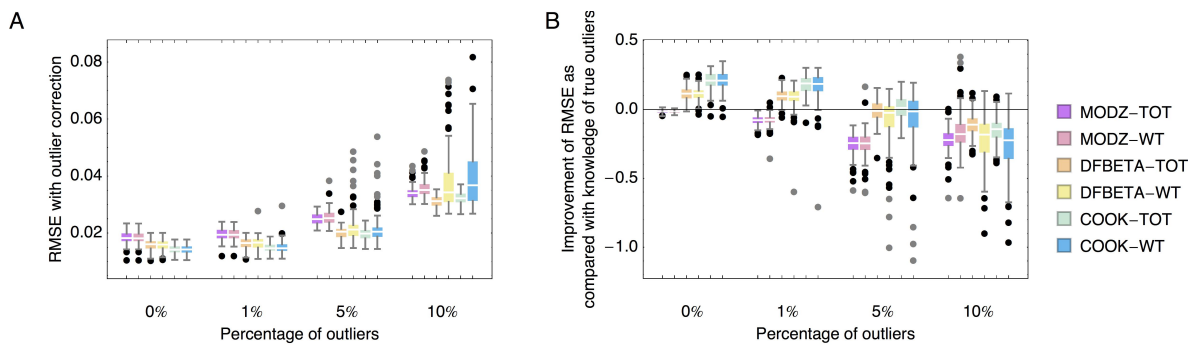 A
RMSE with outlier correction
0.08
0.06
0.04
0.02
0%
1%
5%
10%
Percentage of outliers
B
Improvement of RMSE as
compared with knowledge of true outliers
0.5
0.0
−0.5
−1.0
0%
1%
5%
10%
Percentage of outliers
MODZ−TOT
MODZ−WT
DFBETA−TOT
DFBETA−WT
COOK−TOT
COOK−WT